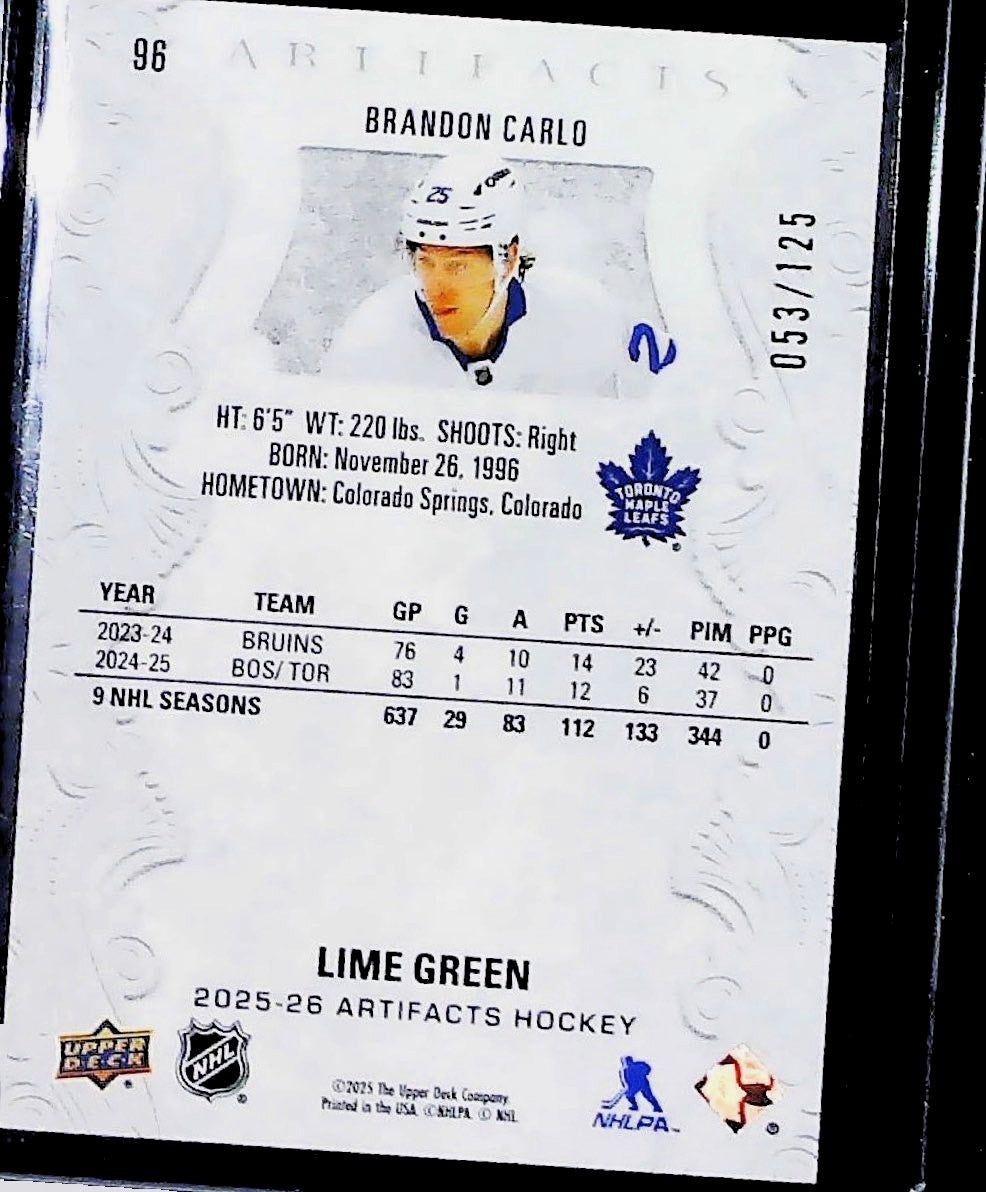 96
ARTIFACTS
BRANDON CARLO
25
053/125
2
HT: 6'5" WT: 220 lbs. SHOOTS: Right
BORN: November 26, 1996
HOMETOWN: Colorado Springs, Colorado
TORONTO
MAPLE
LEAFS
YEAR TEAM GP G A PTS +/- PIM PPG
2023-24 BRUINS 76 4 10 14 23 42 0
2024-25 BOS/TOR 83 1 11 12 6 37 0
9 NHL SEASONS 637 29 83 112 133 344 0
LIME GREEN
2025-26 ARTIFACTS HOCKEY
UPPER
DECK
NHL
©2025 The Upper Deck Company.
Printed in the USA. ©NHLPA. © NHL
NHLPA